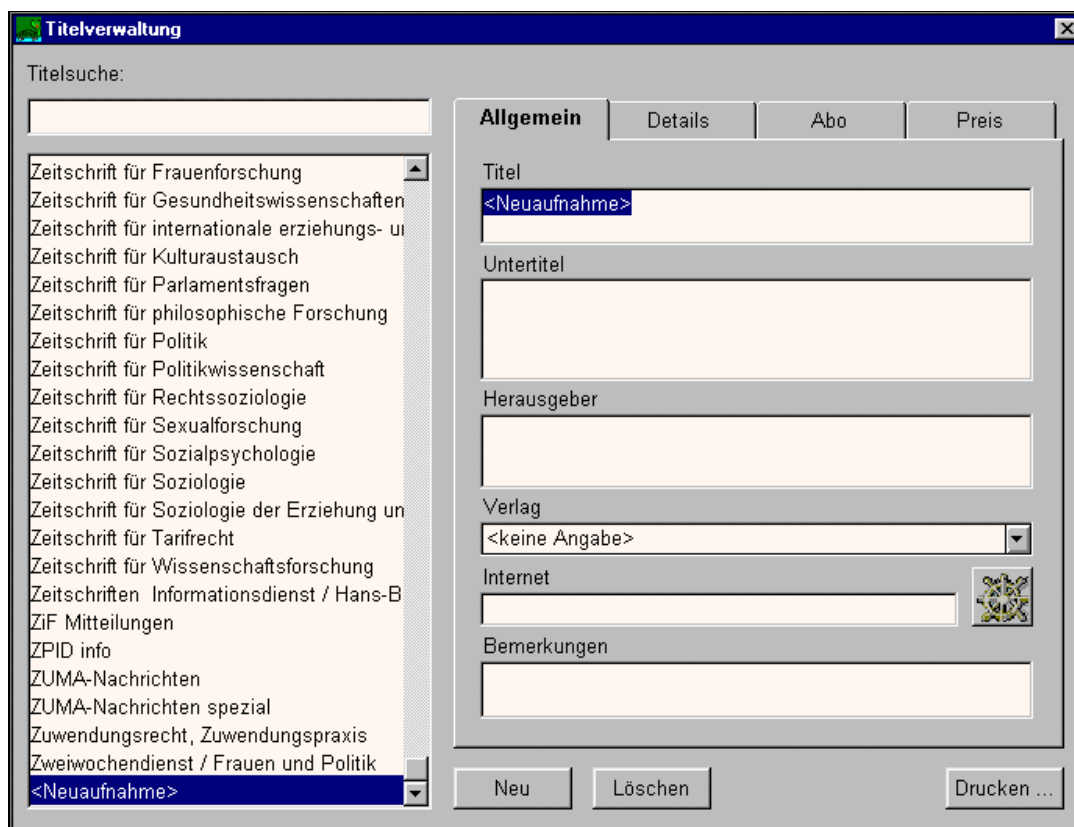 Titelverwaltung
Titelsuche:
Zeitschrift für Frauenforschung
Zeitschrift für Gesundheitswissenschaften
Zeitschrift für internationale erziehungs- u
Zeitschrift für Kulturaustausch
Zeitschrift für Parlamentsfragen
Zeitschrift für philosophische Forschung
Zeitschrift für Politik
Zeitschrift für Politikwissenschaft
Zeitschrift für Rechtssoziologie
Zeitschrift für Sexualforschung
Zeitschrift für Sozialpsychologie
Zeitschrift für Soziologie
Zeitschrift für Soziologie der Erziehung un
Zeitschrift für Tarifrecht
Zeitschrift für Wissenschaftsforschung
Zeitschriften Informationsdienst / Hans-B
ZiF Mitteilungen
ZPID info
ZUMA-Nachrichten
ZUMA-Nachrichten spezial
Zuwendungsrecht, Zuwendungspraxis
Zweiwochendienst / Frauen und Politik
<Neuaufnahme>
Allgemein Details Abo Preis
Titel
<Neuaufnahme>
Untertitel
Herausgeber
Verlag
<keine Angabe>
Internet
Bemerkungen
Neu Löschen Drucken ...